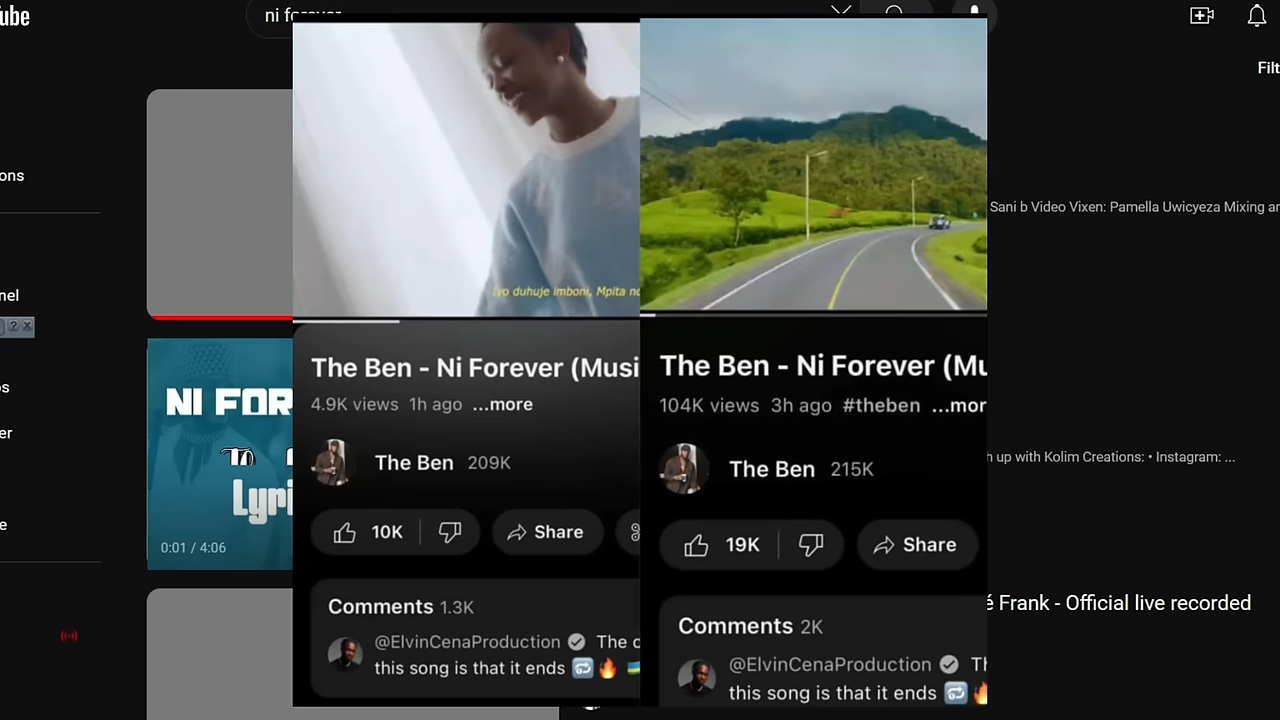 ube
ni forever
Filt
ons
nel
os
er
e
Sani b Video Vixen: Pamella Uwicyeza Mixing ar
h up with Kolim Creations: • Instagram: ...
é Frank - Official live recorded
NI FOR
Lyri
0:01 / 4:06
Iyo duhuje imboni, Mpita no
The Ben - Ni Forever (Musi
4.9K views 1h ago ...more
The Ben 209K
10K
Share
Comments 1.3K
@ElvinCenaProduction The c
this song is that it ends
The Ben - Ni Forever (Mu
104K views 3h ago #theben ...mor
The Ben 215K
19K
Share
Comments 2K
@ElvinCenaProduction Th
this song is that it ends